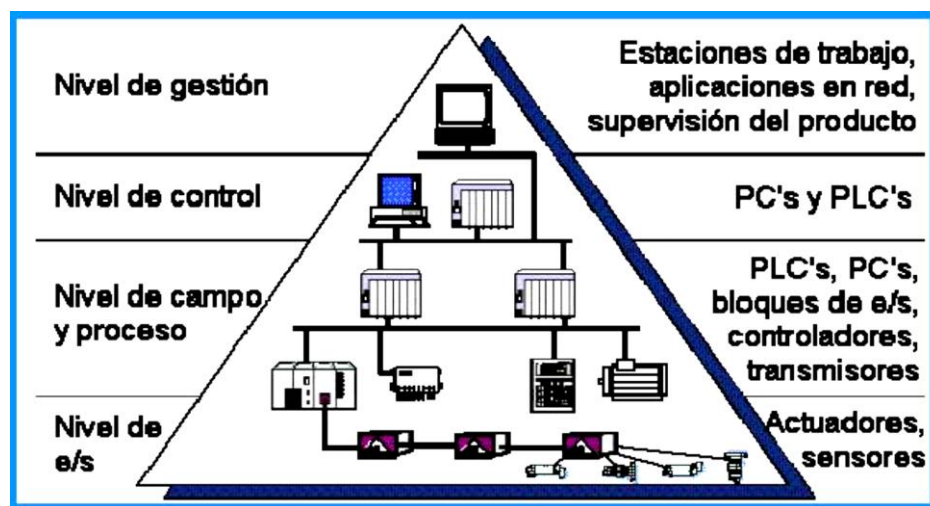 Nivel de gestión
Estaciones de trabajo,
aplicaciones en red,
supervisión del producto
Nivel de control
PC's y PLC's
Nivel de campo
y proceso
PLC's, PC's,
bloques de e/s,
controladores,
transmisores
Nivel de
e/s
Actuadores,
sensores